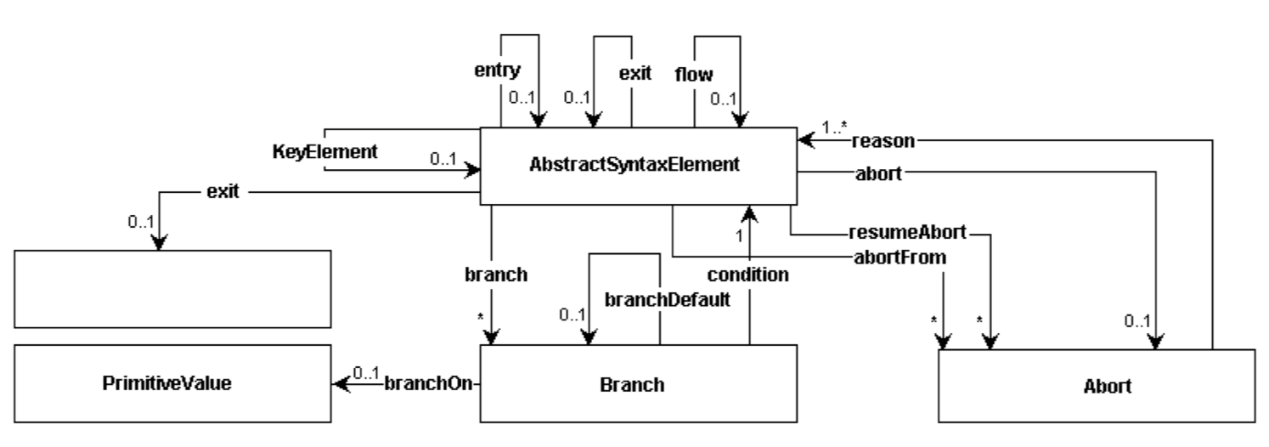 entry
exit
flow
0..1
0..1
0..1
KeyElement
0..1
AbstractSyntaxElement
1..*
reason
abort
exit
0..1
resumeAbort
abortFrom
1
branch
condition
branchDefault
*
0..1
*
*
0..1
PrimitiveValue
0..1
branchOn
Branch
Abort